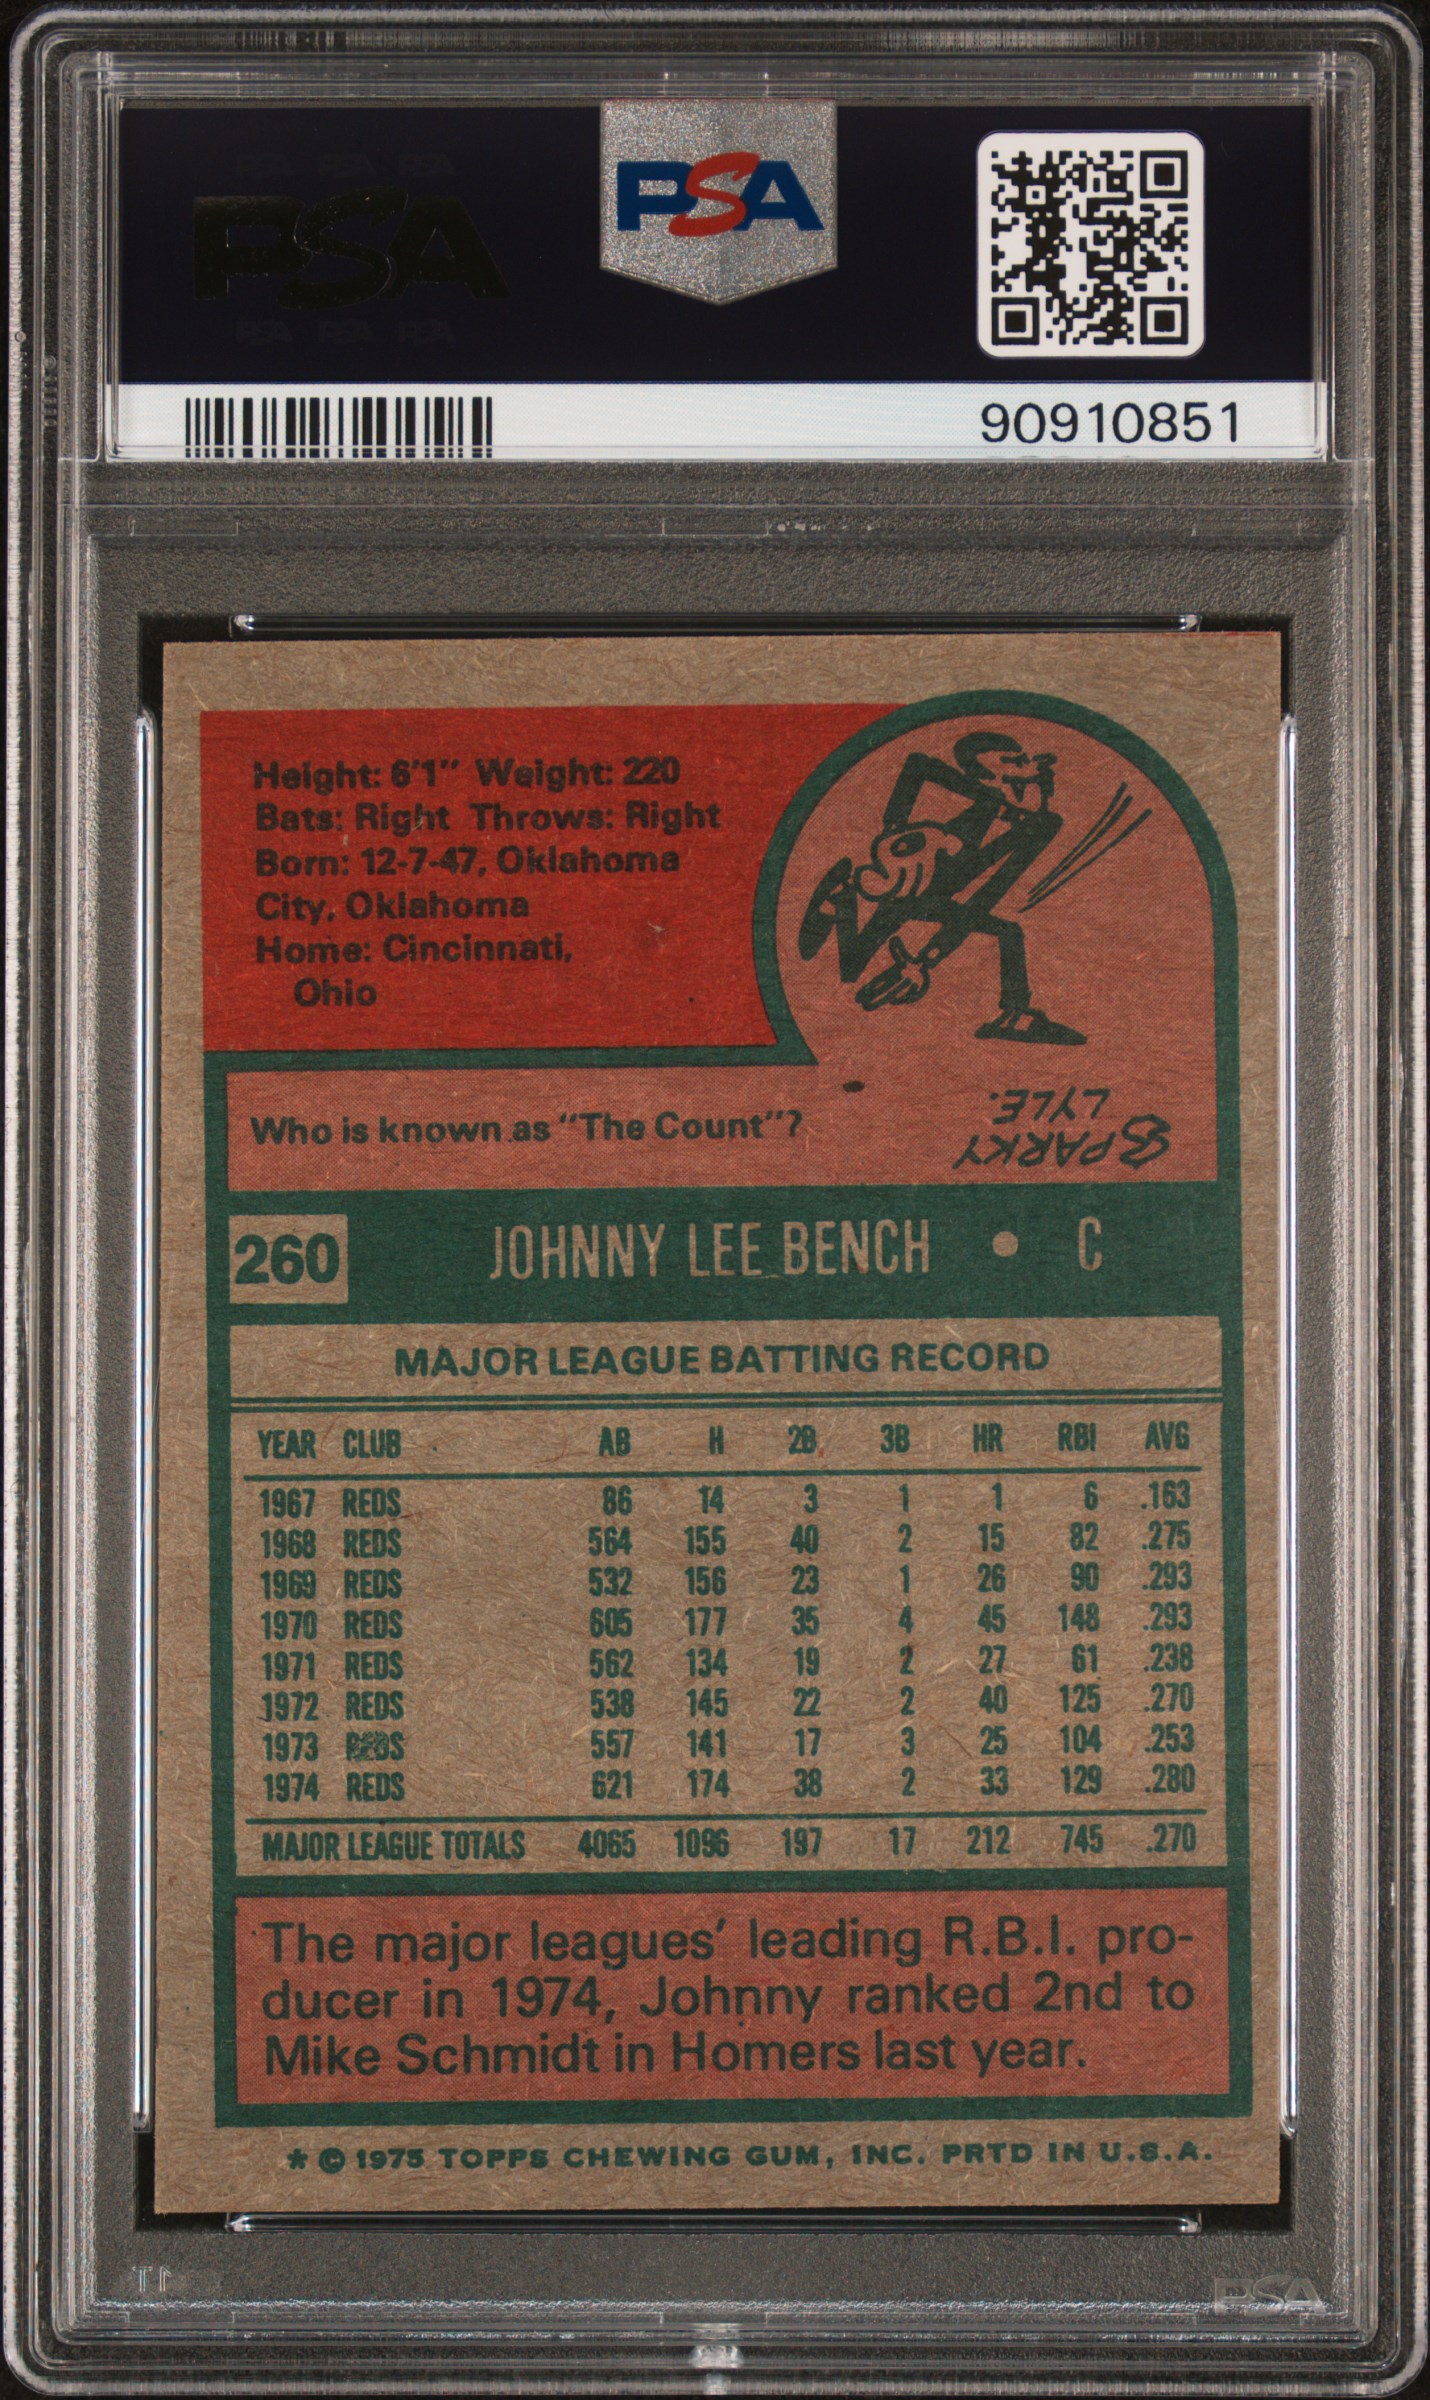 PSA PSA PSA
PSA
PSA PSA PSA
PSA
90910851
Height: 6'1" Weight: 220
Bats: Right Throws: Right
Born: 12-7-47, Oklahoma
City, Oklahoma
Home: Cincinnati,
Ohio
Who is known as "The Count"?
SPARKY
LYLE.
260 JOHNNY LEE BENCH • C
MAJOR LEAGUE BATTING RECORD
YEAR CLUB AB H 2B 3B HR RBI AVG
1967 REDS 86 14 3 1 1 6 .163
1968 REDS 564 155 40 2 15 82 .275
1969 REDS 532 156 23 1 26 90 .293
1970 REDS 605 177 35 4 45 148 .293
1971 REDS 562 134 19 2 27 61 .238
1972 REDS 538 145 22 2 40 125 .270
1973 REDS 557 141 17 3 25 104 .253
1974 REDS 621 174 38 2 33 129 .280
MAJOR LEAGUE TOTALS 4065 1096 197 17 212 745 .270
The major leagues' leading R.B.I. pro-
ducer in 1974, Johnny ranked 2nd to
Mike Schmidt in Homers last year.
* © 1975 TOPPS CHEWING GUM, INC. PRTD IN U.S.A.
PSA